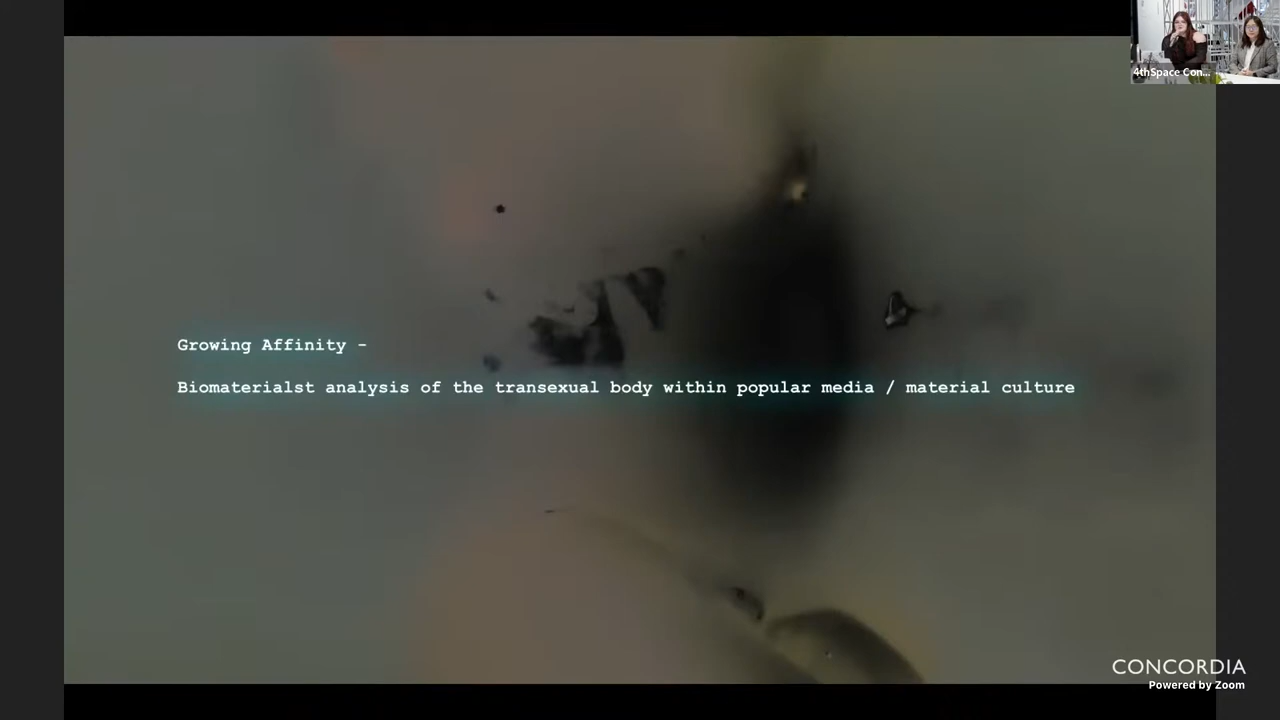 4thSpace Con...
Growing Affinity -
Biomaterialst analysis of the transexual body within popular media / material culture
CONCORDIA
Powered by Zoom